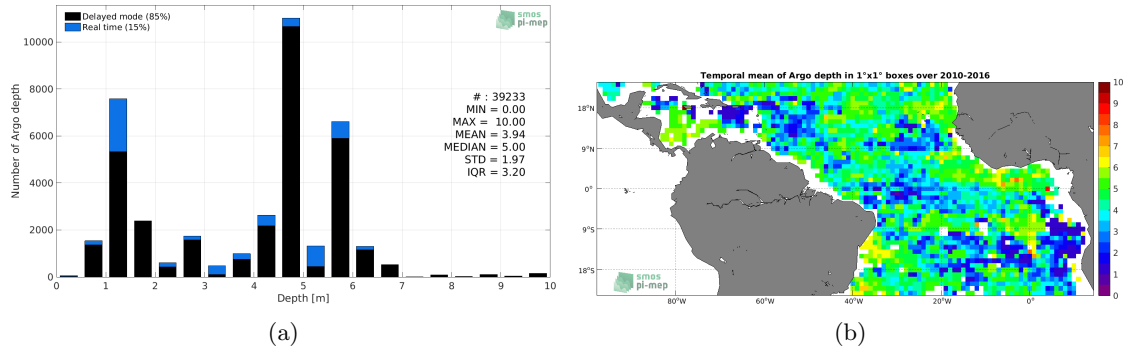 Delayed mode (85%)
Real time (15%)
smos
pi-mep
10000
8000
6000
4000
2000
0
Number of Argo depth
# : 39233
MIN = 0.00
MAX = 10.00
MEAN = 3.94
MEDIAN = 5.00
STD = 1.97
IQR = 3.20
0 1 2 3 4 5 6 7 8 9 10
Depth [m]
(a)
Temporal mean of Argo depth in 1°x1° boxes over 2010-2016
18°N
9°N
0°
9°S
18°S
80°W 60°W 40°W 20°W 0°
smos
pi-mep
10
9
8
7
6
5
4
3
2
1
0
(b)